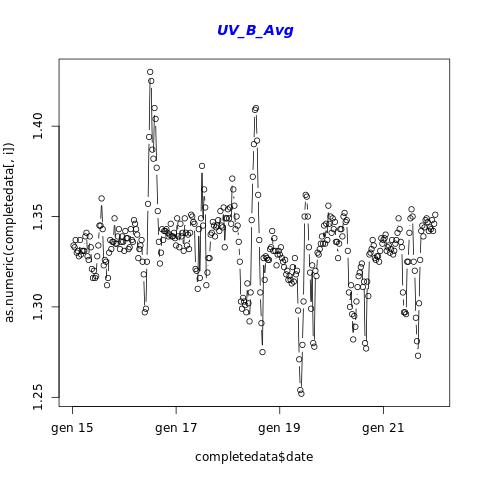 UV_B_Avg
as.numeric(completedata[, i])
1.40
1.35
1.30
1.25
gen 15 gen 17 gen 19 gen 21
completedata$date